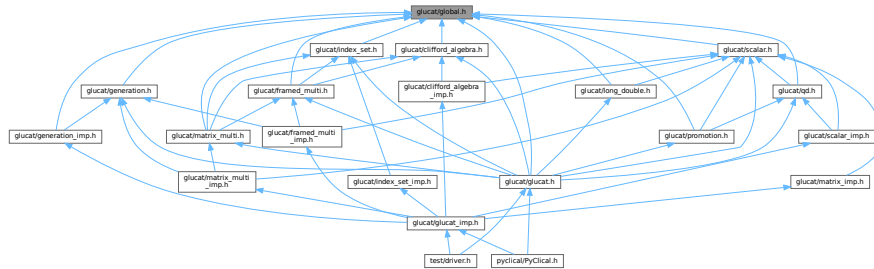 glucat/global.h
glucat/index_set.h
glucat/clifford_algebra.h
glucat/scalar.h
glucat/generation.h
glucat/framed_multi.h
glucat/clifford_algebra
_imp.h
glucat/long_double.h
glucat/qd.h
glucat/generation_imp.h
glucat/matrix_multi.h
glucat/framed_multi
_imp.h
glucat/promotion.h
glucat/scalar_imp.h
glucat/matrix_multi
_imp.h
glucat/index_set_imp.h
glucat/glucat.h
glucat/matrix_imp.h
glucat/glucat_imp.h
test/driver.h
pyclical/PyClical.h